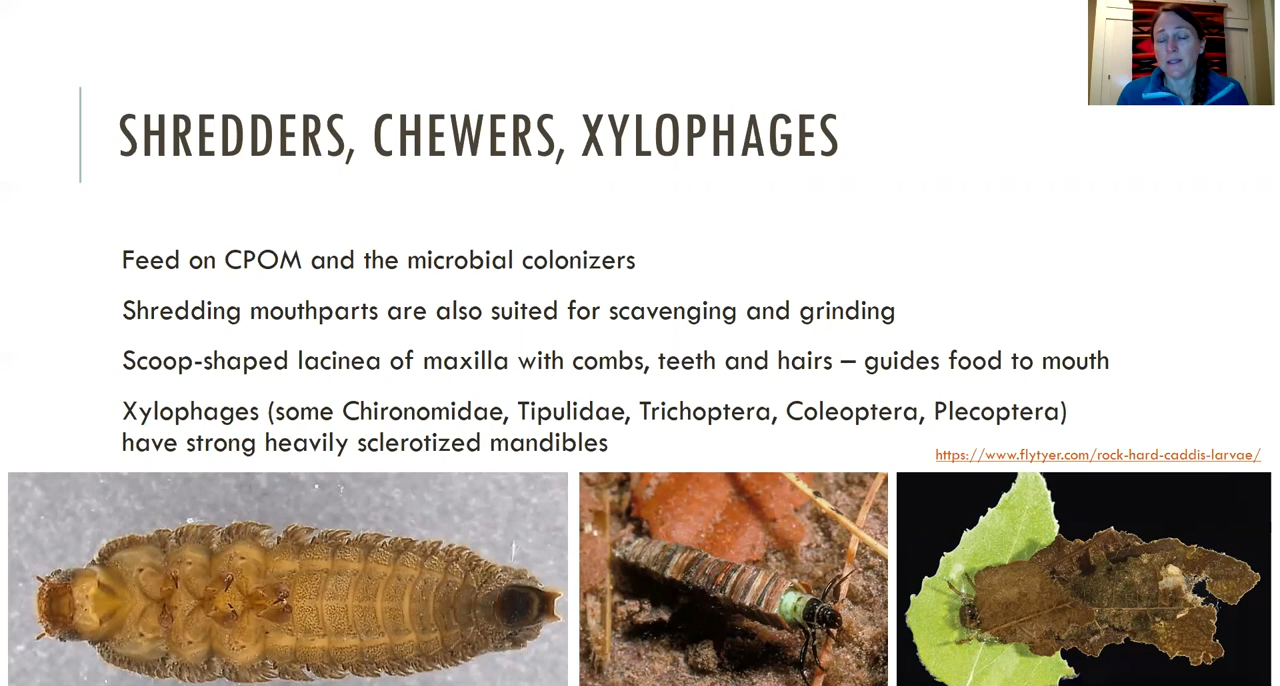 SHREDDERS, CHEWERS, XYLOPHAGES
Feed on CPOM and the microbial colonizers
Shredding mouthparts are also suited for scavenging and grinding
Scoop-shaped lacinea of maxilla with combs, teeth and hairs – guides food to mouth
Xylophages (some Chironomidae, Tipulidae, Trichoptera, Coleoptera, Plecoptera)
have strong heavily sclerotized mandibles
https://www.flytyer.com/rock-hard-caddis-larvae/